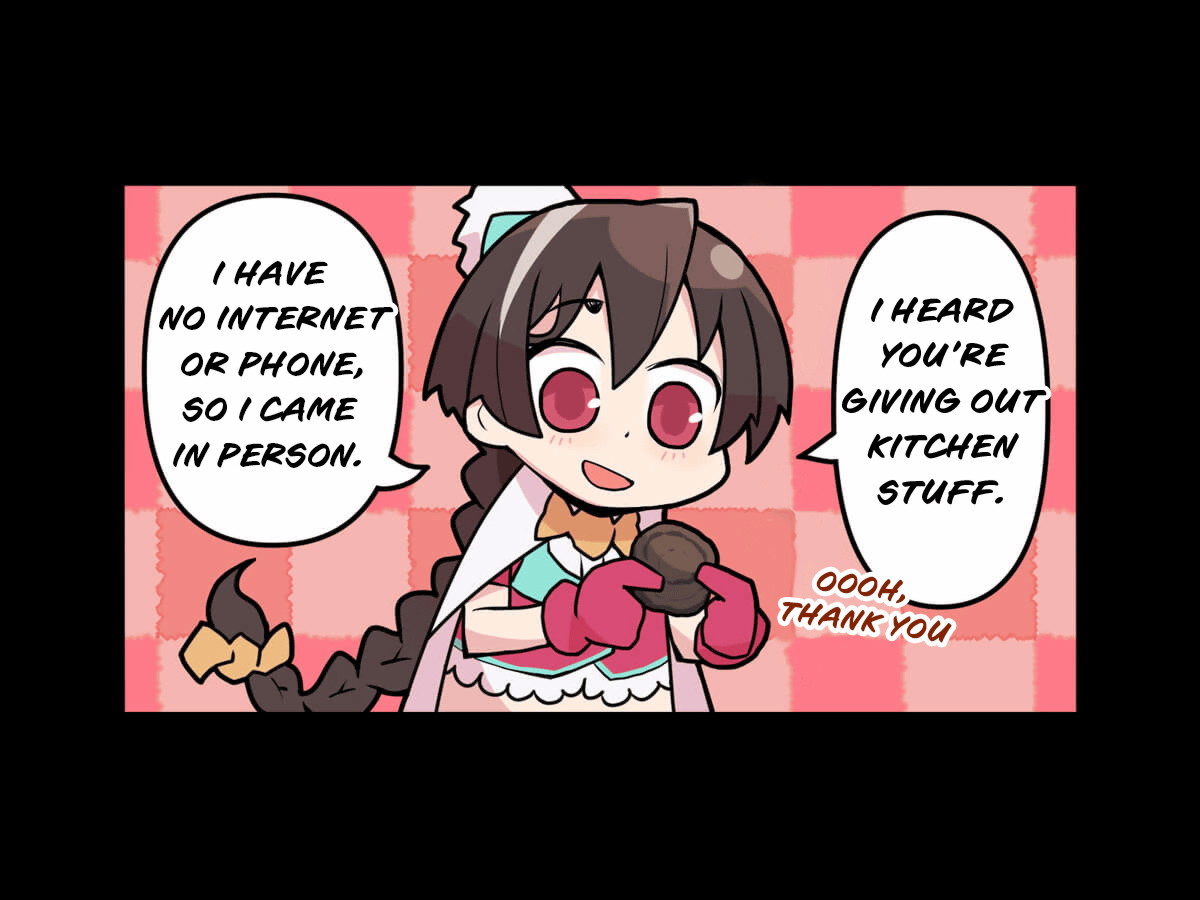 I HAVE
NO INTERNET
OR PHONE,
SO I CAME
IN PERSON.
I HEARD
YOU'RE
GIVING OUT
KITCHEN
STUFF.
OOOH,
THANK YOU